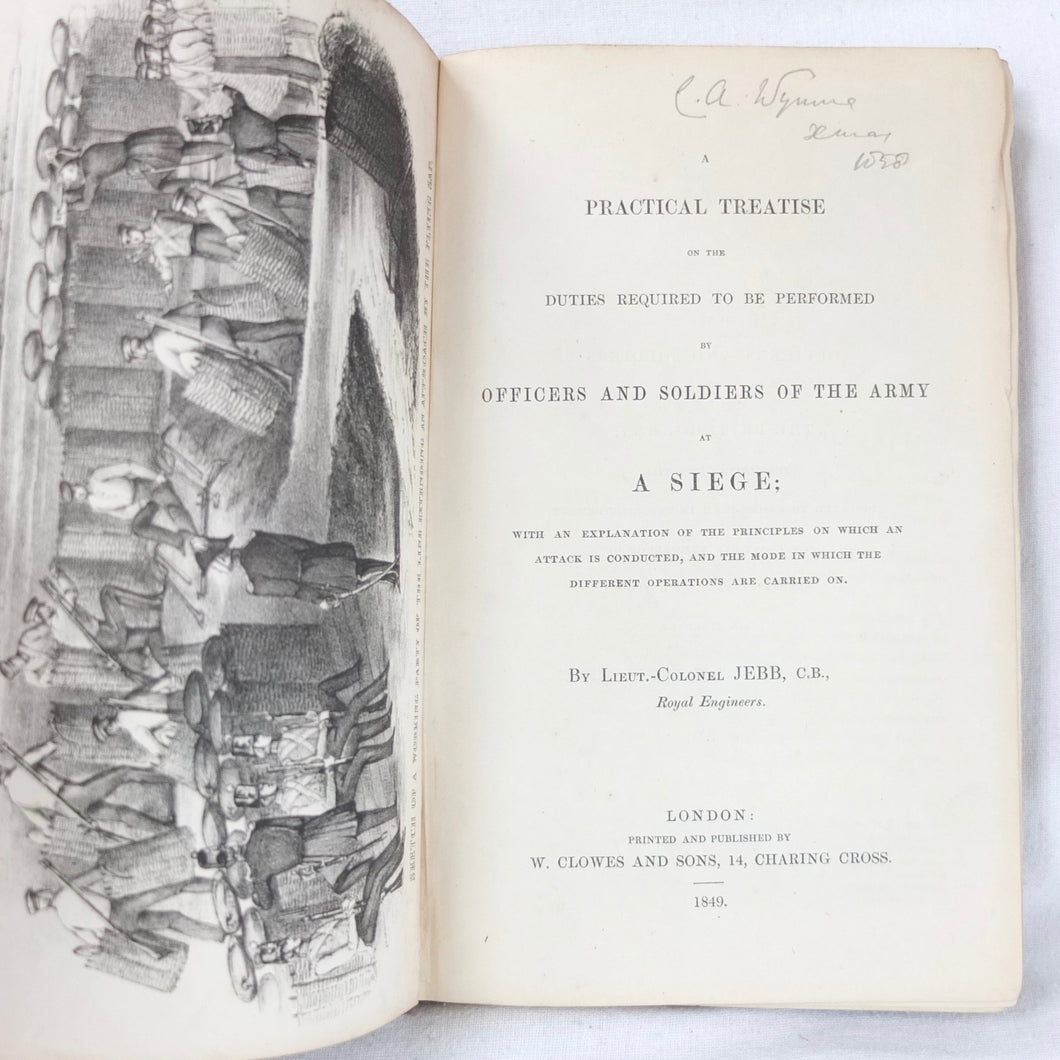 C. A. Wynne
Xmas
1858
A
PRACTICAL TREATISE
ON THE
DUTIES REQUIRED TO BE PERFORMED
BY
OFFICERS AND SOLDIERS OF THE ARMY
AT
A SIEGE;
WITH AN EXPLANATION OF THE PRINCIPLES ON WHICH AN
ATTACK IS CONDUCTED, AND THE MODE IN WHICH THE
DIFFERENT OPERATIONS ARE CARRIED ON.
BY LIEUT.-COLONEL JEBB, C.B.,
Royal Engineers.
LONDON:
PRINTED AND PUBLISHED BY
W. CLOWES AND SONS, 14, CHARING CROSS.
1849.